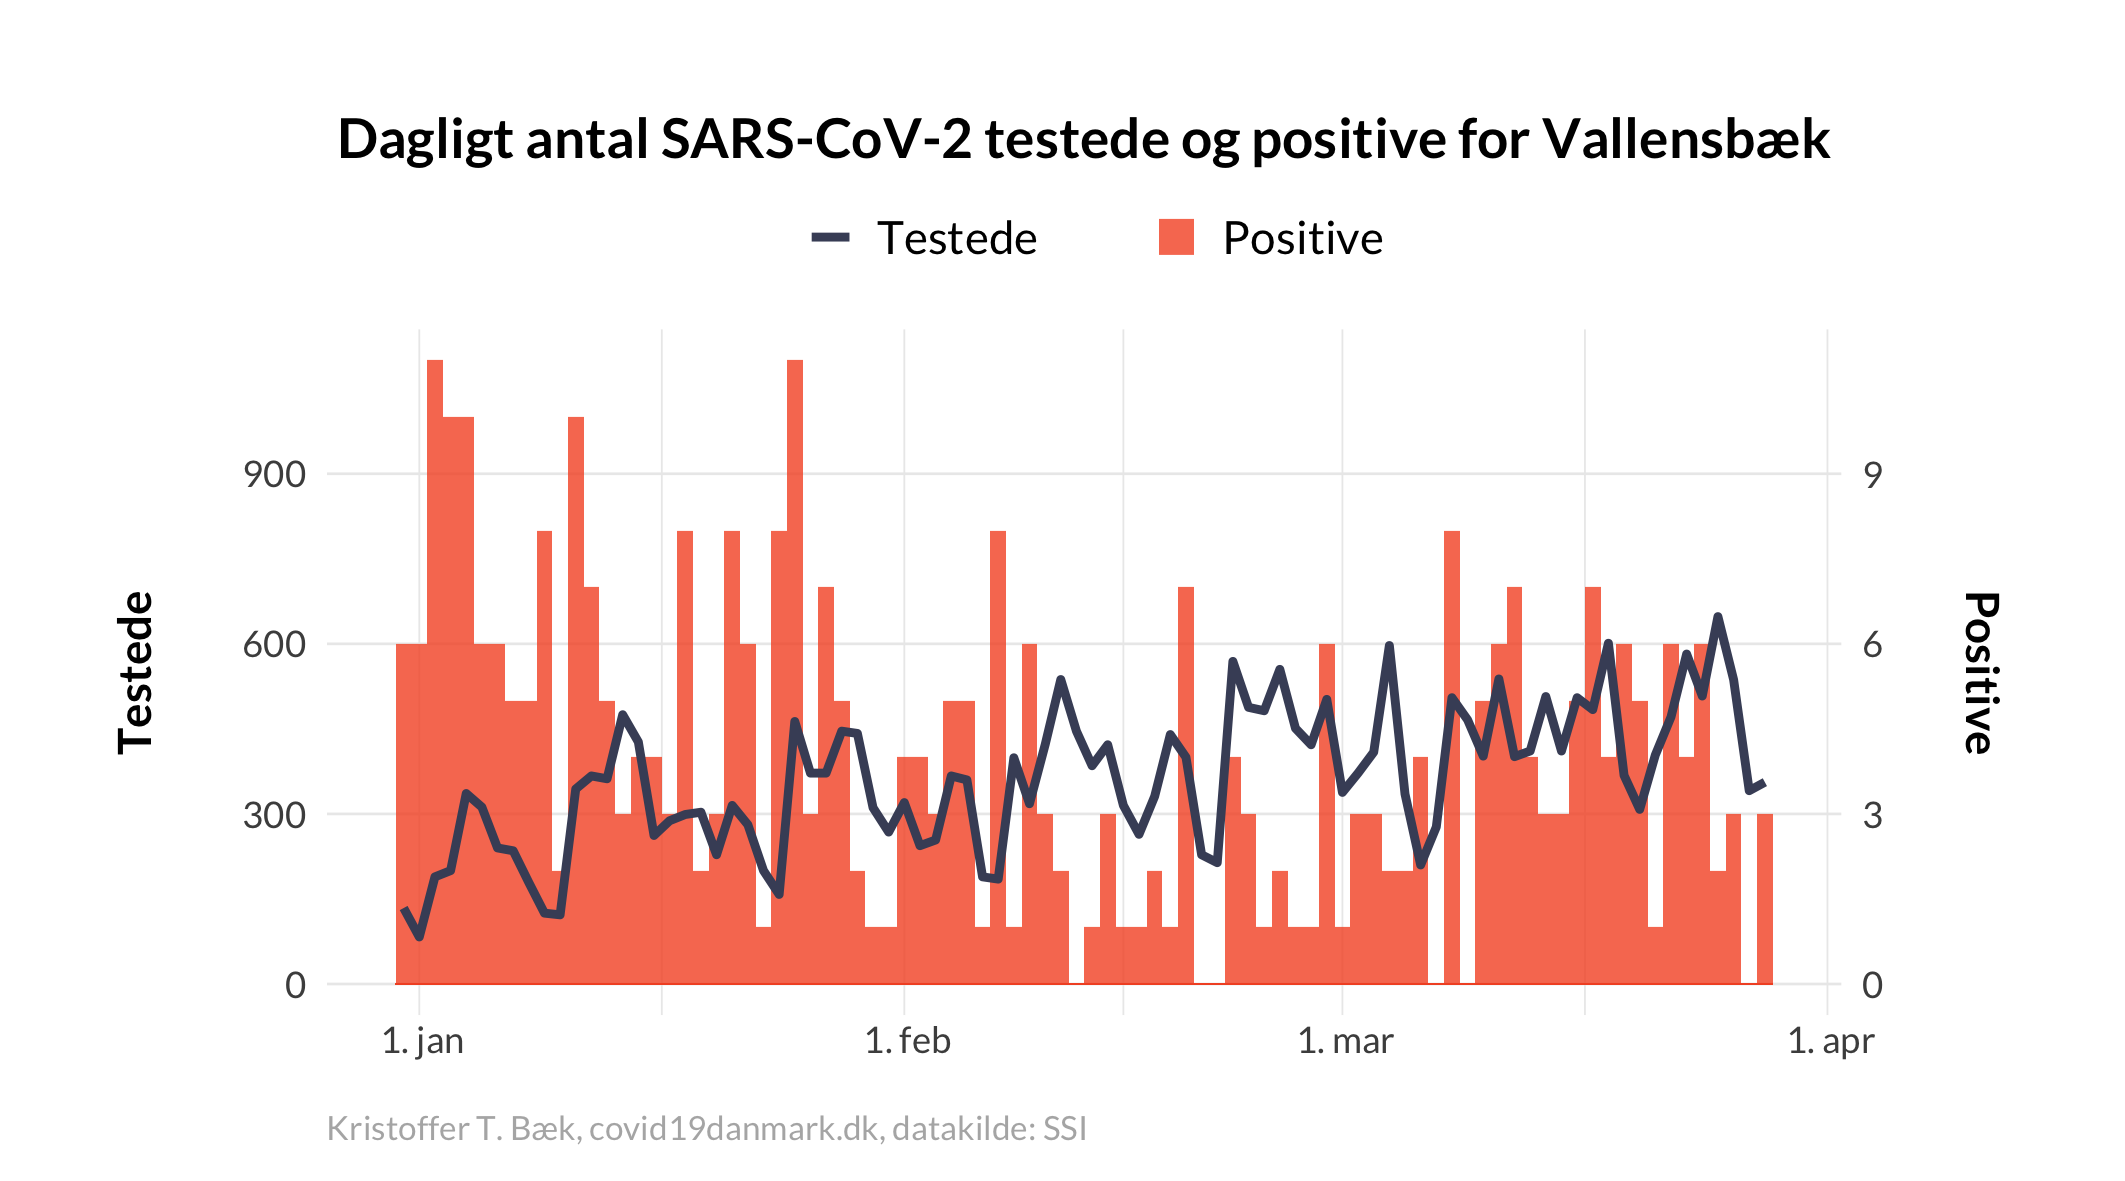 Dagligt antal SARS-CoV-2 testede og positive for Vallensbæk
Testede
Positive
Testede
900
600
300
0
9
6
3
0
Positive
1. jan
1. feb
1. mar
1. apr
Kristoffer T. Bæk, covid19danmark.dk, datakilde: SSI